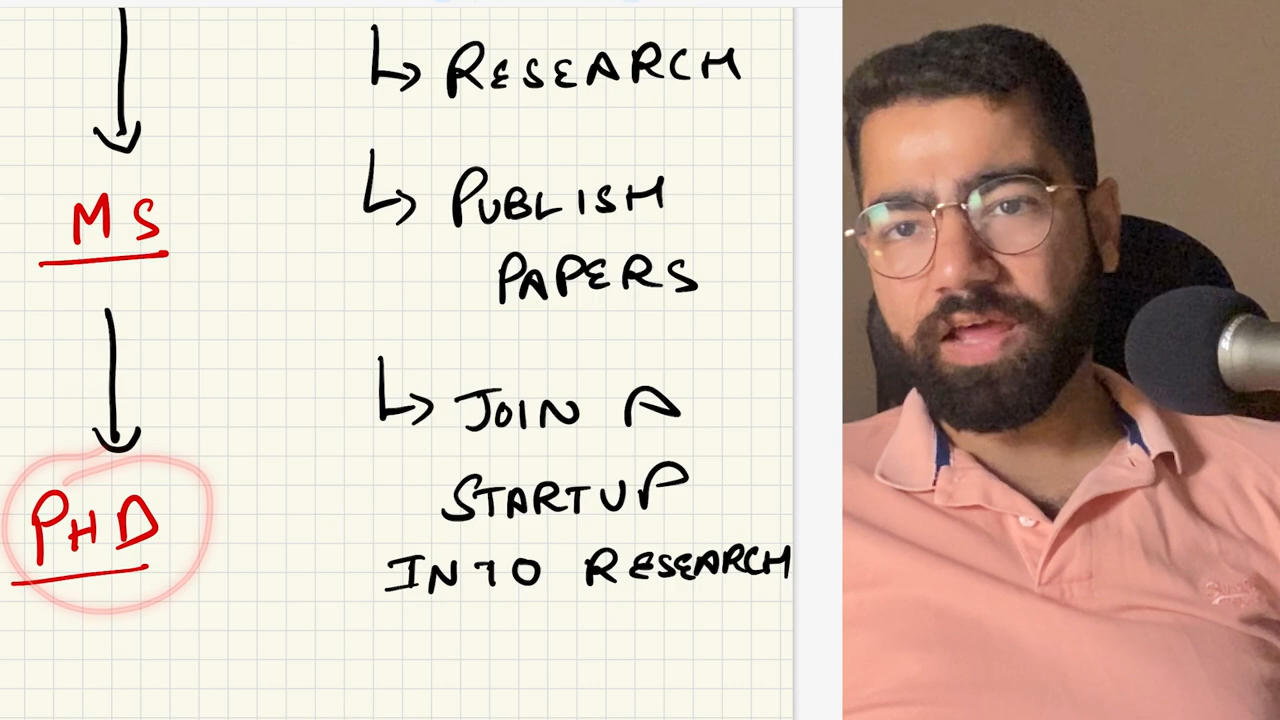 MS
PHD
↳ RESEARCH
↳ PUBLISH
PAPERS
↳ JOIN A
STARTUP
INTO RESEARCH